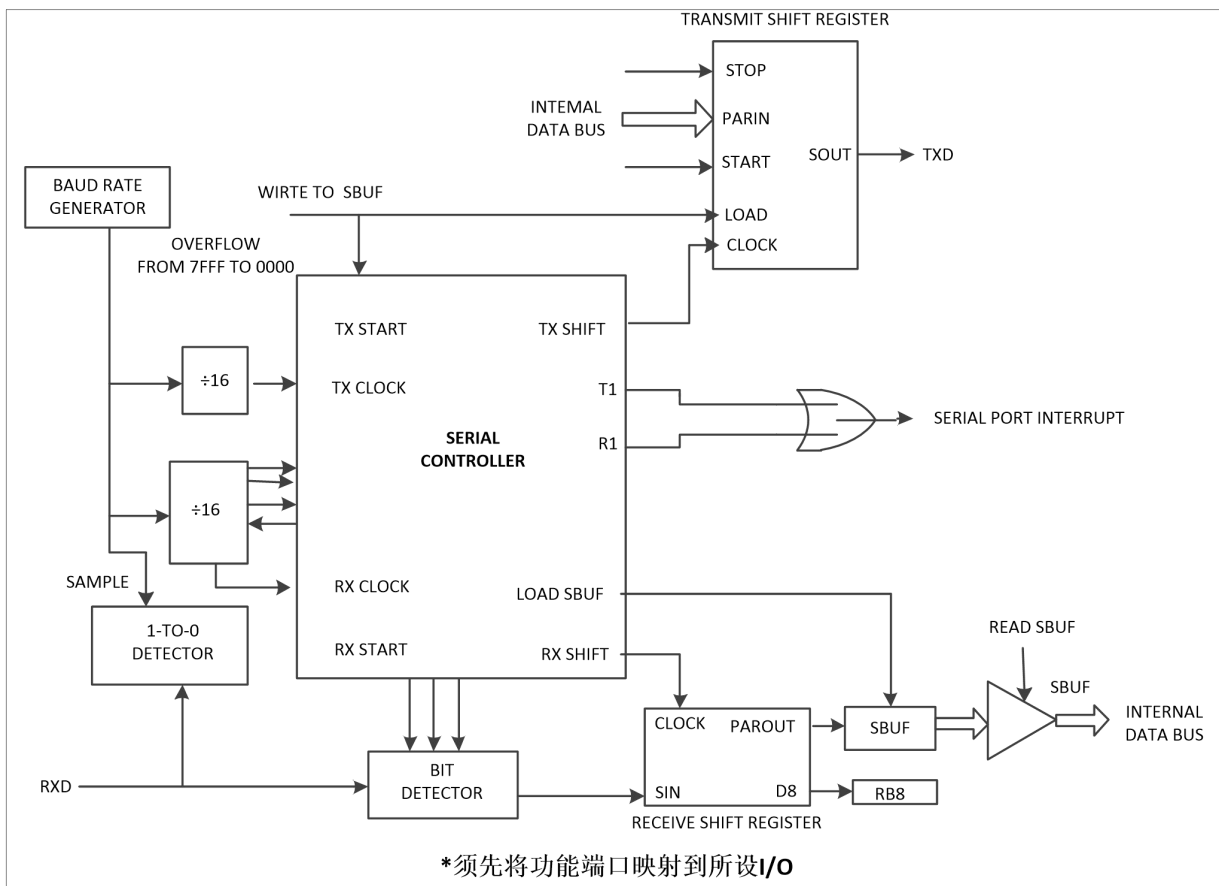 TRANSMIT SHIFT REGISTER
STOP
INTEMAL
DATA BUS
PARIN
START
SOUT
TXD
LOAD
CLOCK
BAUD RATE
GENERATOR
WIRTE TO SBUF
OVERFLOW
FROM 7FFF TO 0000
TX START
TX SHIFT
÷16
TX CLOCK
T1
SERIAL PORT INTERRUPT
SERIAL
CONTROLLER
R1
÷16
SAMPLE
RX CLOCK
LOAD SBUF
1-TO-0
DETECTOR
RX START
RX SHIFT
READ SBUF
SBUF
CLOCK
PAROUT
SBUF
INTERNAL
DATA BUS
RXD
BIT
DETECTOR
SIN
D8
RB8
RECEIVE SHIFT REGISTER
*须先将功能端口映射到所设I/O